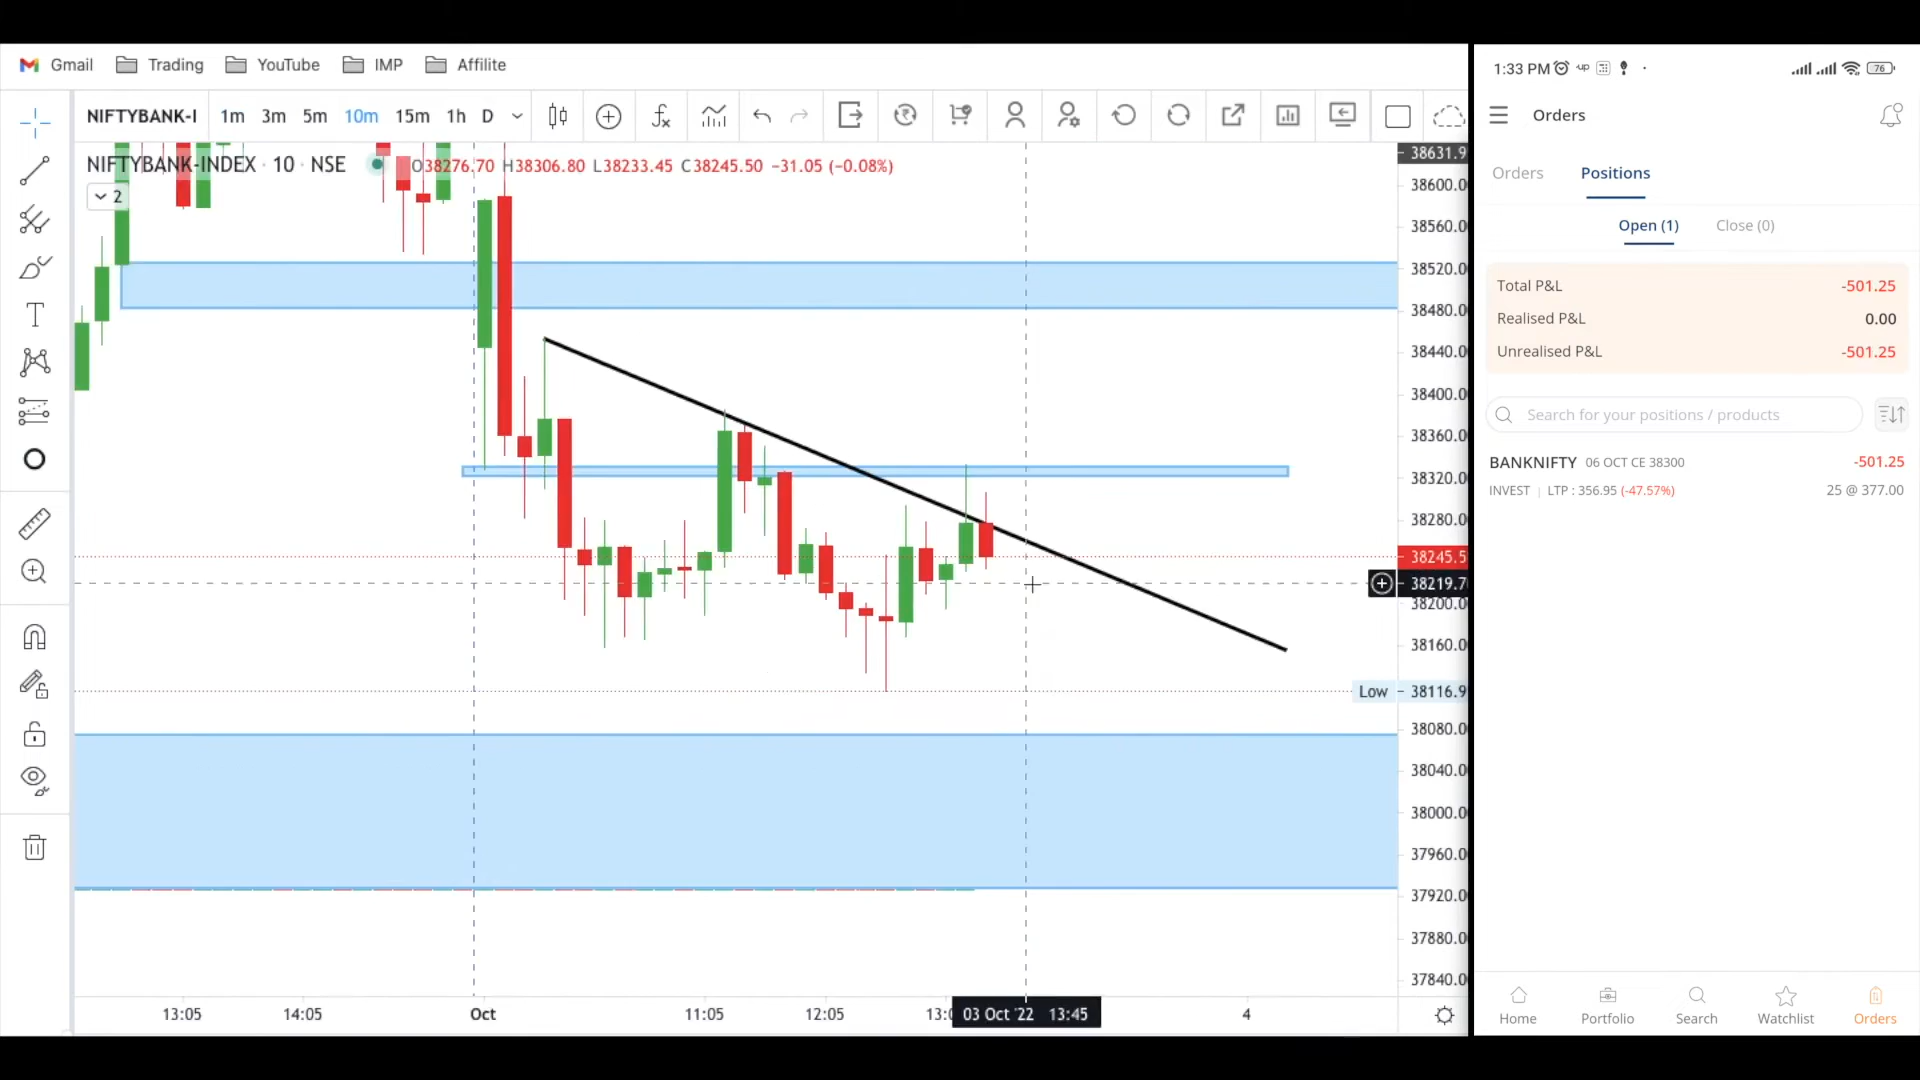 Gmail Trading YouTube IMP Affilite
NIFTYBANK-I 1m 3m 5m 10m 15m 1h D
NIFTYBANK-INDEX · 10 · NSE O38276.70 H38306.80 L38233.45 C38245.50 −31.05 (−0.08%)
2
38631.9
38600.0
38560.0
38520.0
38480.0
38440.0
38400.0
38360.0
38320.0
38280.0
38245.5
38219.7
38200.0
38160.0
Low 38116.9
38080.0
38040.0
38000.0
37960.0
37920.0
37880.0
37840.0
13:05 14:05 Oct 11:05 12:05 13:0 03 Oct '22 13:45 4
1:33 PM 76
Orders
Orders Positions
Open (1) Close (0)
Total P&L -501.25
Realised P&L 0.00
Unrealised P&L -501.25
Search for your positions / products
BANKNIFTY 06 OCT CE 38300 -501.25
INVEST | LTP : 356.95 (-47.57%) 25 @ 377.00
Home Portfolio Search Watchlist Orders